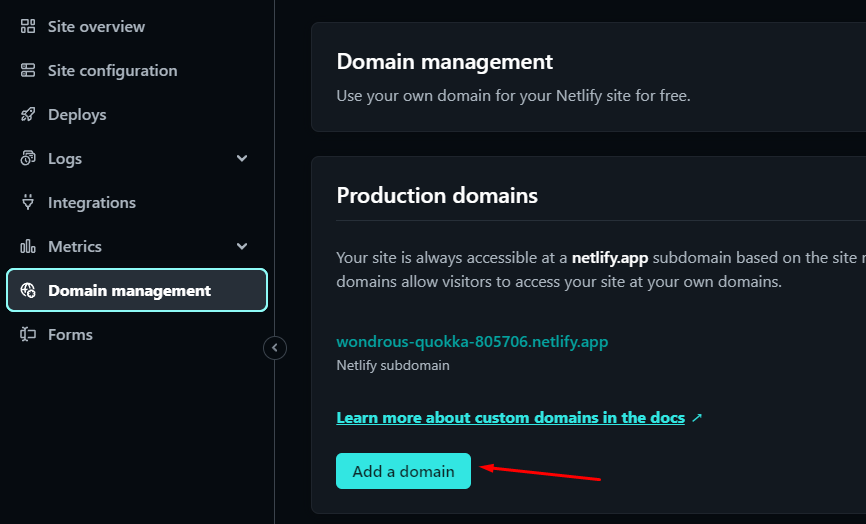 Site overview
Site configuration
Deploys
Logs
Integrations
Metrics
Domain management
Forms
Domain management
Use your own domain for your Netlify site for free.
Production domains
Your site is always accessible at a netlify.app subdomain based on the site
domains allow visitors to access your site at your own domains.
wondrous-quokka-805706.netlify.app
Netlify subdomain
Learn more about custom domains in the docs ↗
Add a domain